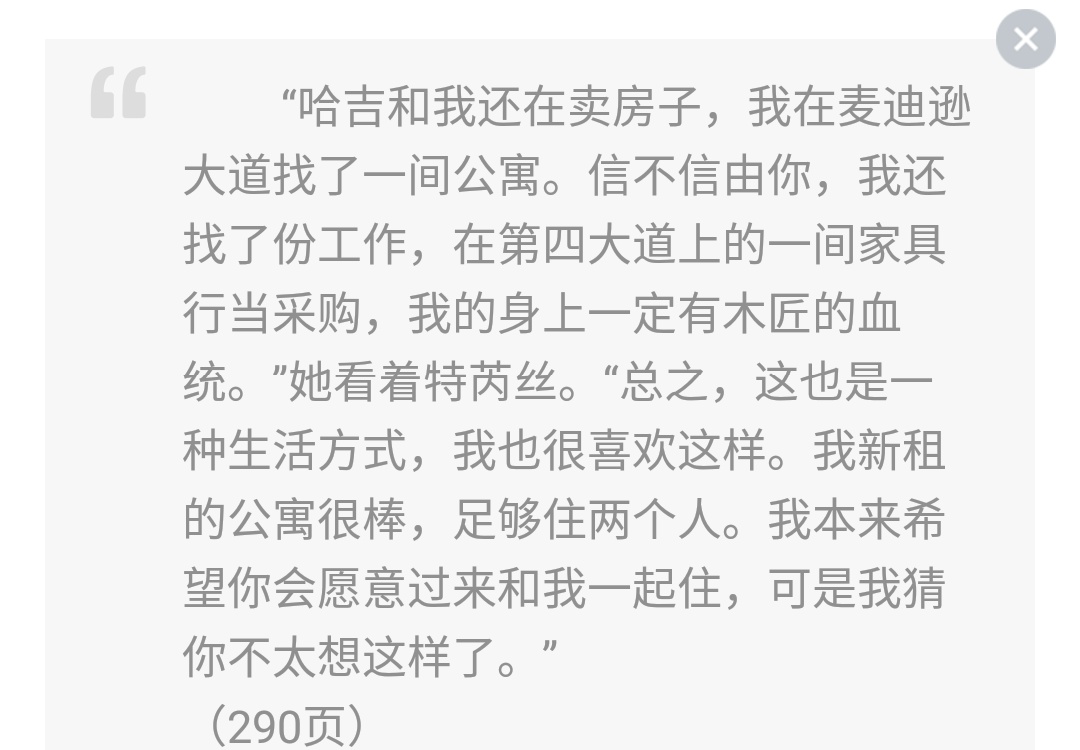 “哈吉和我还在卖房子，我在麦迪逊
大道找了一间公寓。信不信由你，我还
找了份工作，在第四大道上的一间家具
行当采购，我的身上一定有木匠的血
统。”她看着特芮丝。“总之，这也是一
种生活方式，我也很喜欢这样。我新租
的公寓很棒，足够住两个人。我本来希
望你会愿意过来和我一起住，可是我猜
你不太想这样了。”
（290页）